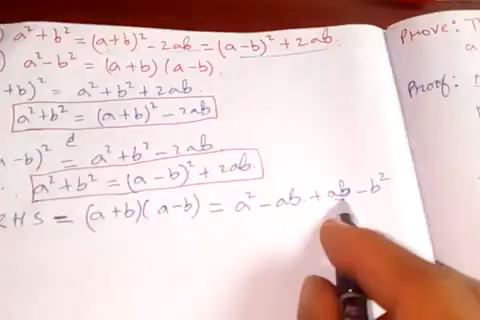 ) a² + b² = (a+b)² - 2ab = (a-b)² + 2ab.
) a² - b² = (a+b) (a-b).
+b)² = a² + b² + 2ab.
a² + b² = (a+b)² - 2ab
-b)² = a² + b² - 2ab.
a² + b² = (a-b)² + 2ab.
RHS = (a+b)(a-b) = a² - ab + ab - b²
Prove:
a
Proof: